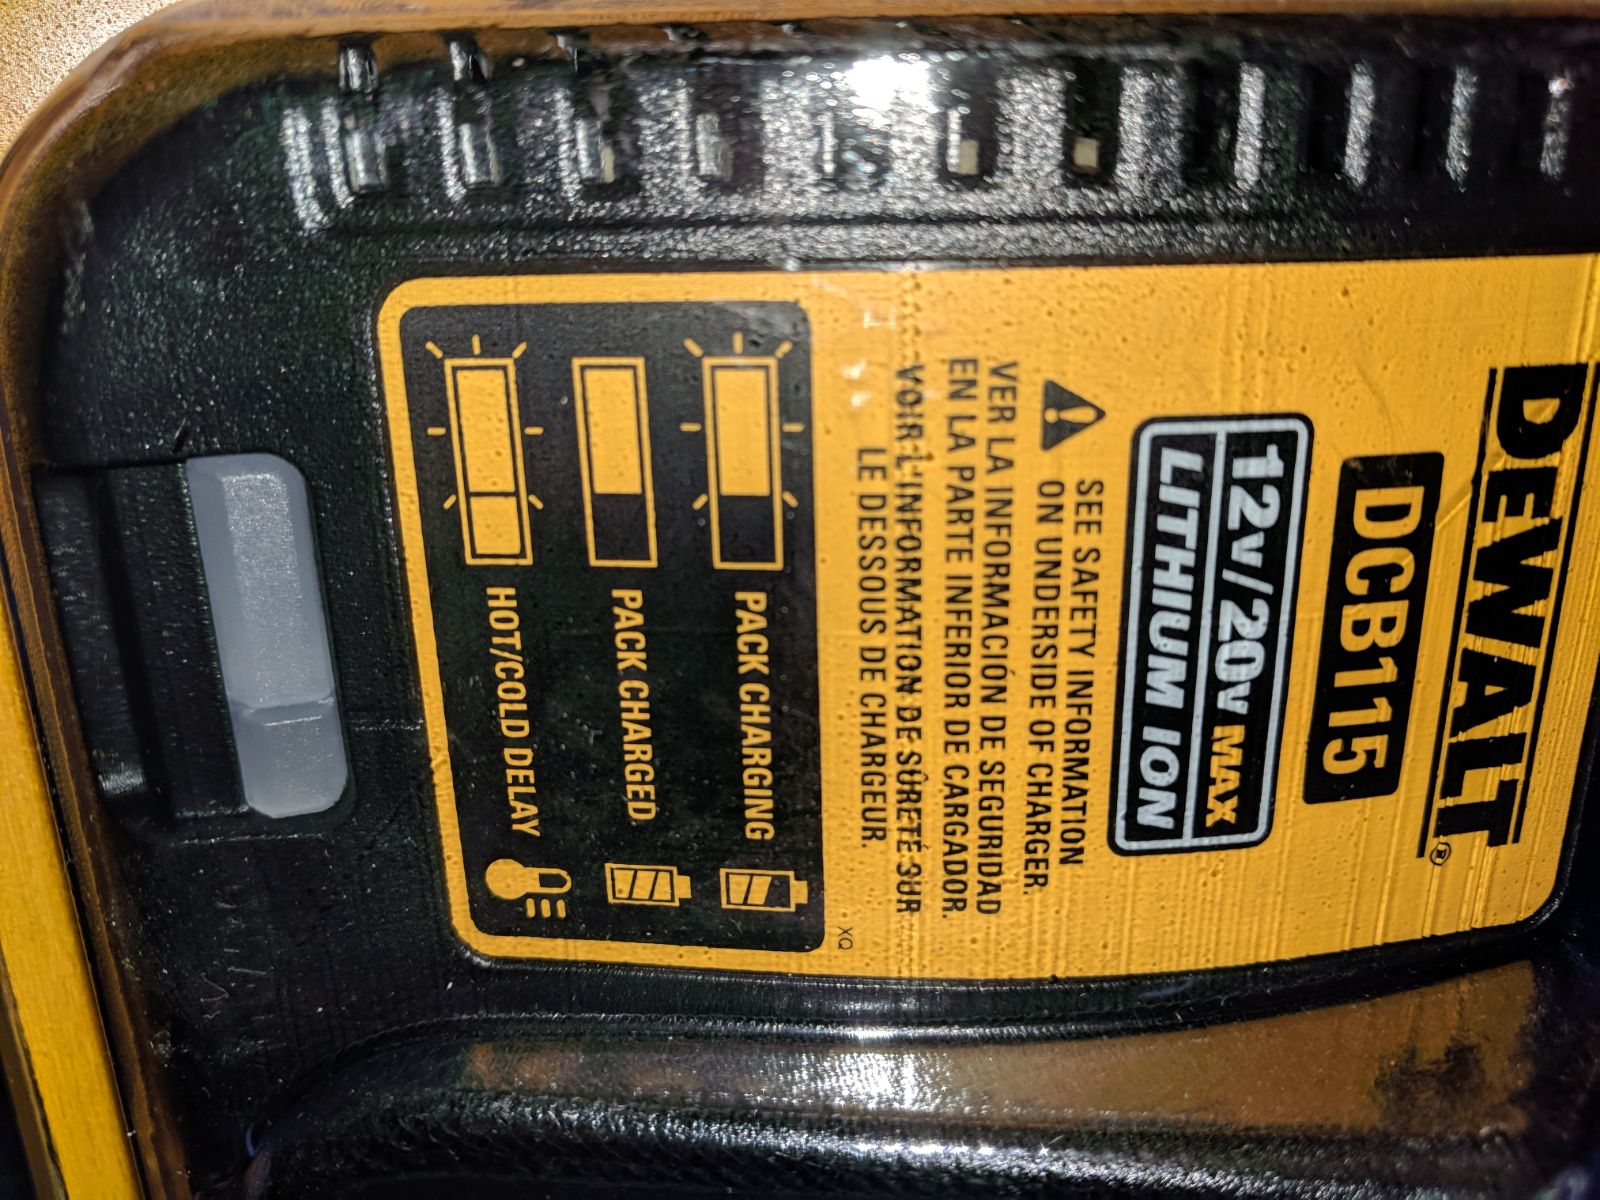 DEWALT®
DCB115
12V/20V MAX
LITHIUM ION
SEE SAFETY INFORMATION
ON UNDERSIDE OF CHARGER.
VER LA INFORMACIÓN DE SEGURIDAD
EN LA PARTE INFERIOR DE CARGADOR.
VOIR L'INFORMATION DE SÛRETÉ SUR
LE DESSOUS DE CHARGEUR.
XQ
PACK CHARGING
PACK CHARGED
HOT/COLD DELAY